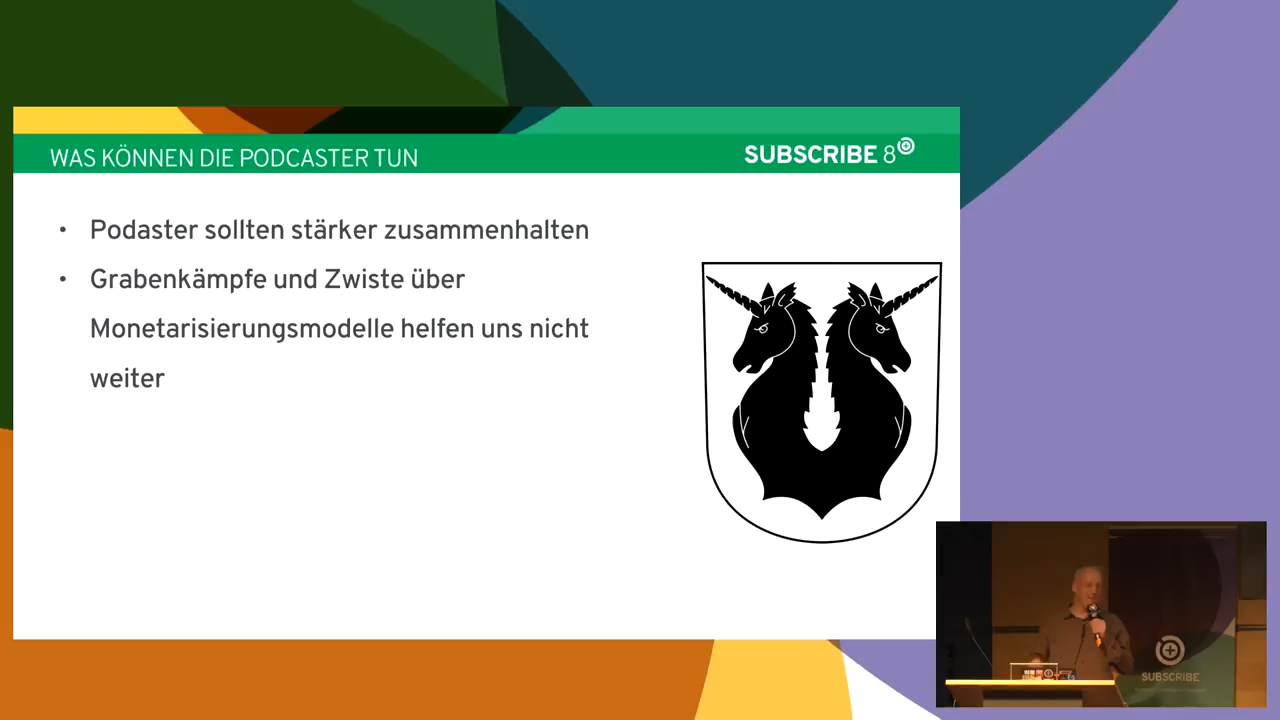 WAS KÖNNEN DIE PODCASTER TUN
SUBSCRIBE 8
• Podaster sollten stärker zusammenhalten
• Grabenkämpfe und Zwiste über
Monetarisierungsmodelle helfen uns nicht
weiter
SUBSCRIBE